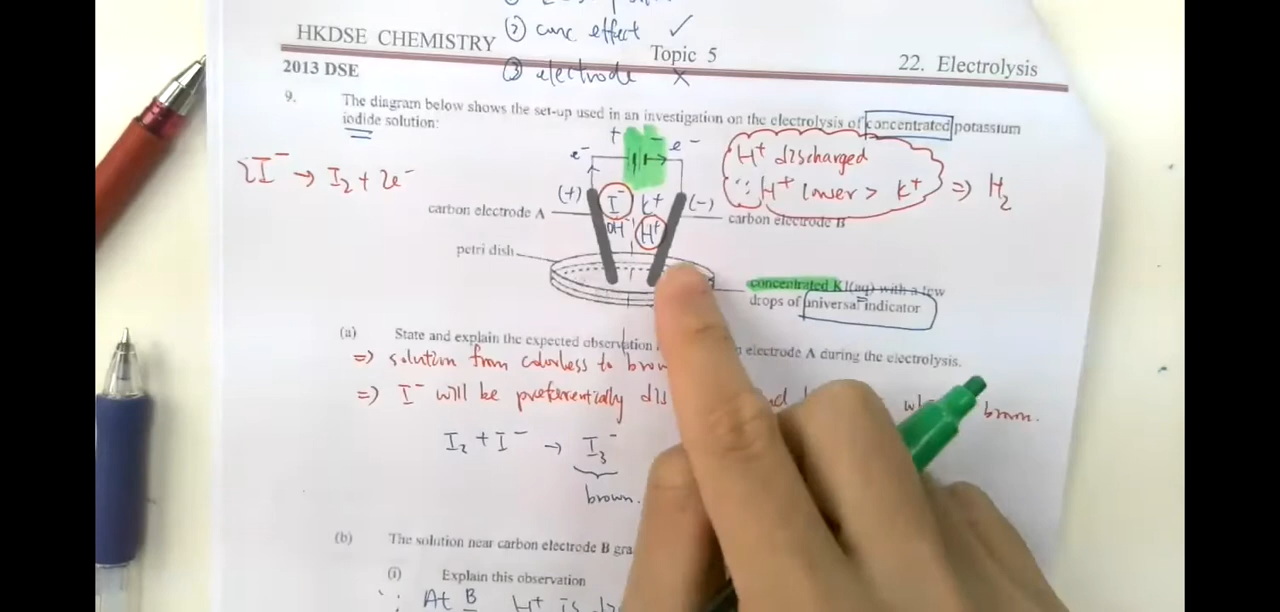 ② conc effect ✓
HKDSE CHEMISTRY
Topic 5
22. Electrolysis
2013 DSE
③ electrode ✗
9. The diagram below shows the set-up used in an investigation on the electrolysis of concentrated potassium
iodide solution:
2I⁻ → I₂ + 2e⁻
+ −
e⁻ e⁻
H⁺ discharged
∵ H⁺ lower > K⁺ ⇒ H₂
(+) I⁻ K⁺ (−)
carbon electrode A
carbon electrode B
OH⁻ H⁺
petri dish
concentrated KI(aq) with a few
drops of universal indicator
(a) State and explain the expected observation electrode A during the electrolysis.
⇒ solution from colorless to brow
⇒ I⁻ will be preferentially dis brown.
I₂ + I⁻ → I₃⁻
brown.
(b) The solution near carbon electrode B gra
(i) Explain this observation
∵ At B H⁺ is